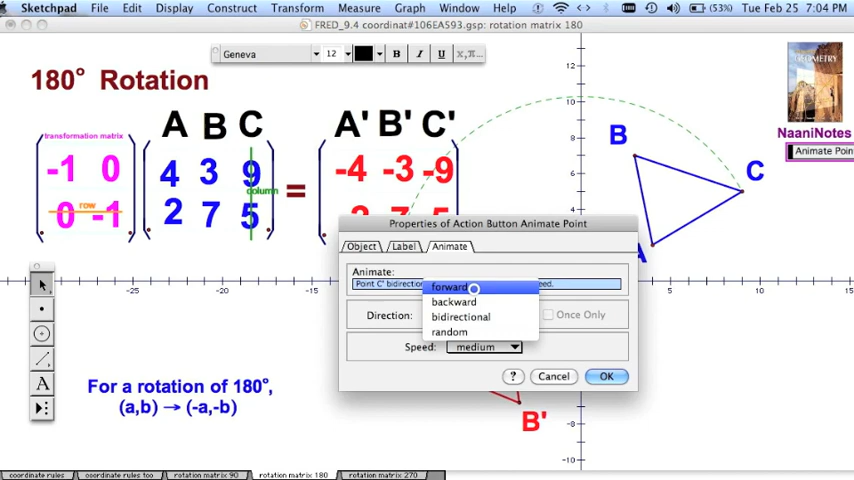 Sketchpad File Edit Display Construct Transform Measure Graph Window Help (53%) Tue Feb 25 7:04 PM
FRED_9.4 coordinat#106EA593.gsp: rotation matrix 180
Geneva 12 B I U x,π...
180° Rotation
GEOMETRY
NaaniNotes
Animate Poin
A B C A' B' C'
transformation matrix
-1 0 4 3 9 = -4 -3 -9
column
row
0 -1 2 7 5
B
C
A
12
10
8
6
4
2
-25 -20 -15 5 10 15
-8
-10
Properties of Action Button Animate Point
Object Label Animate
Animate:
Point C' bidirection eed.
Direction: Once Only
forward
backward
bidirectional
random
Speed: medium
? Cancel OK
For a rotation of 180°,
(a,b) → (-a,-b)
B'
A
coordinate rules coordinate rules too rotation matrix 90 rotation matrix 180 rotation matrix 270